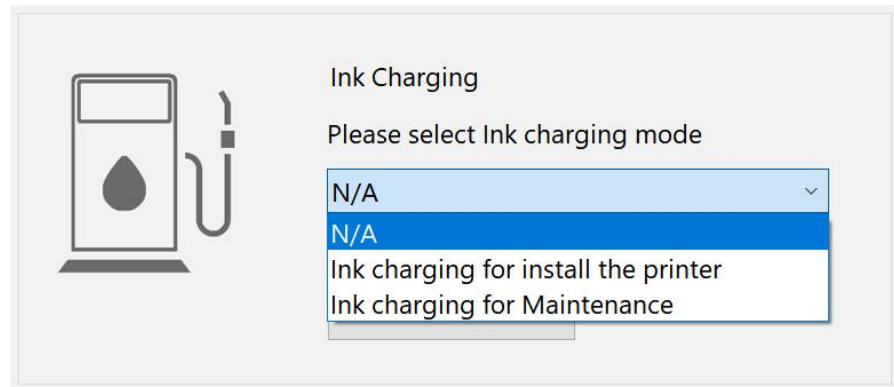 Ink Charging
Please select Ink charging mode
N/A
N/A
Ink charging for install the printer
Ink charging for Maintenance